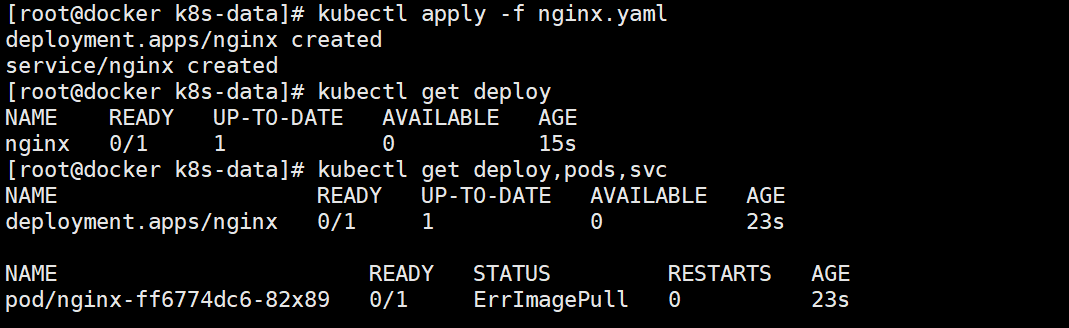 [root@docker k8s-data]# kubectl apply -f nginx.yaml
deployment.apps/nginx created
service/nginx created
[root@docker k8s-data]# kubectl get deploy
NAME    READY   UP-TO-DATE   AVAILABLE   AGE
nginx   0/1     1            0           15s
[root@docker k8s-data]# kubectl get deploy,pods,svc
NAME                    READY   UP-TO-DATE   AVAILABLE   AGE
deployment.apps/nginx   0/1     1            0           23s
NAME                        READY   STATUS         RESTARTS   AGE
pod/nginx-ff6774dc6-82x89   0/1     ErrImagePull   0          23s